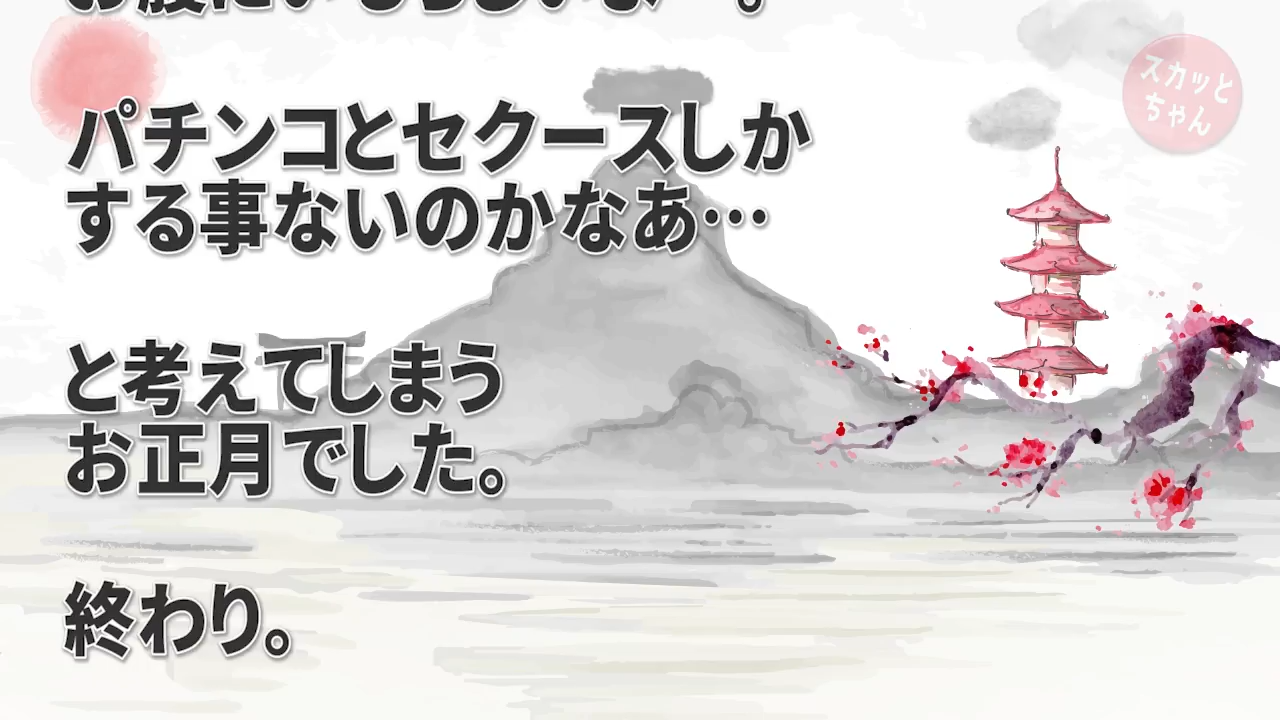 パチンコとセクースしか
する事ないのかなあ…
と考えてしまう
お正月でした。
終わり。
スカッと
ちゃん